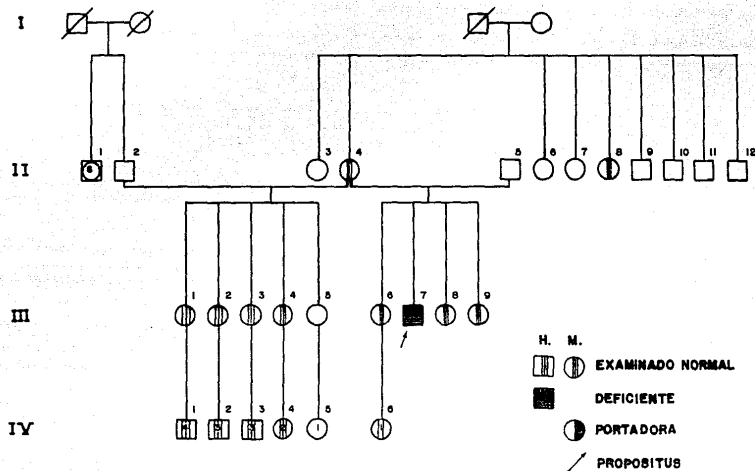 I
1 2 3 4 5 6 7 8 9 10 11 12
II
1 2 3 4 5 6 7 8 9
III
1 2 3 4 5 6
IV
H. M.
EXAMINADO NORMAL
DEFICIENTE
PORTADORA
PROPOSITUS